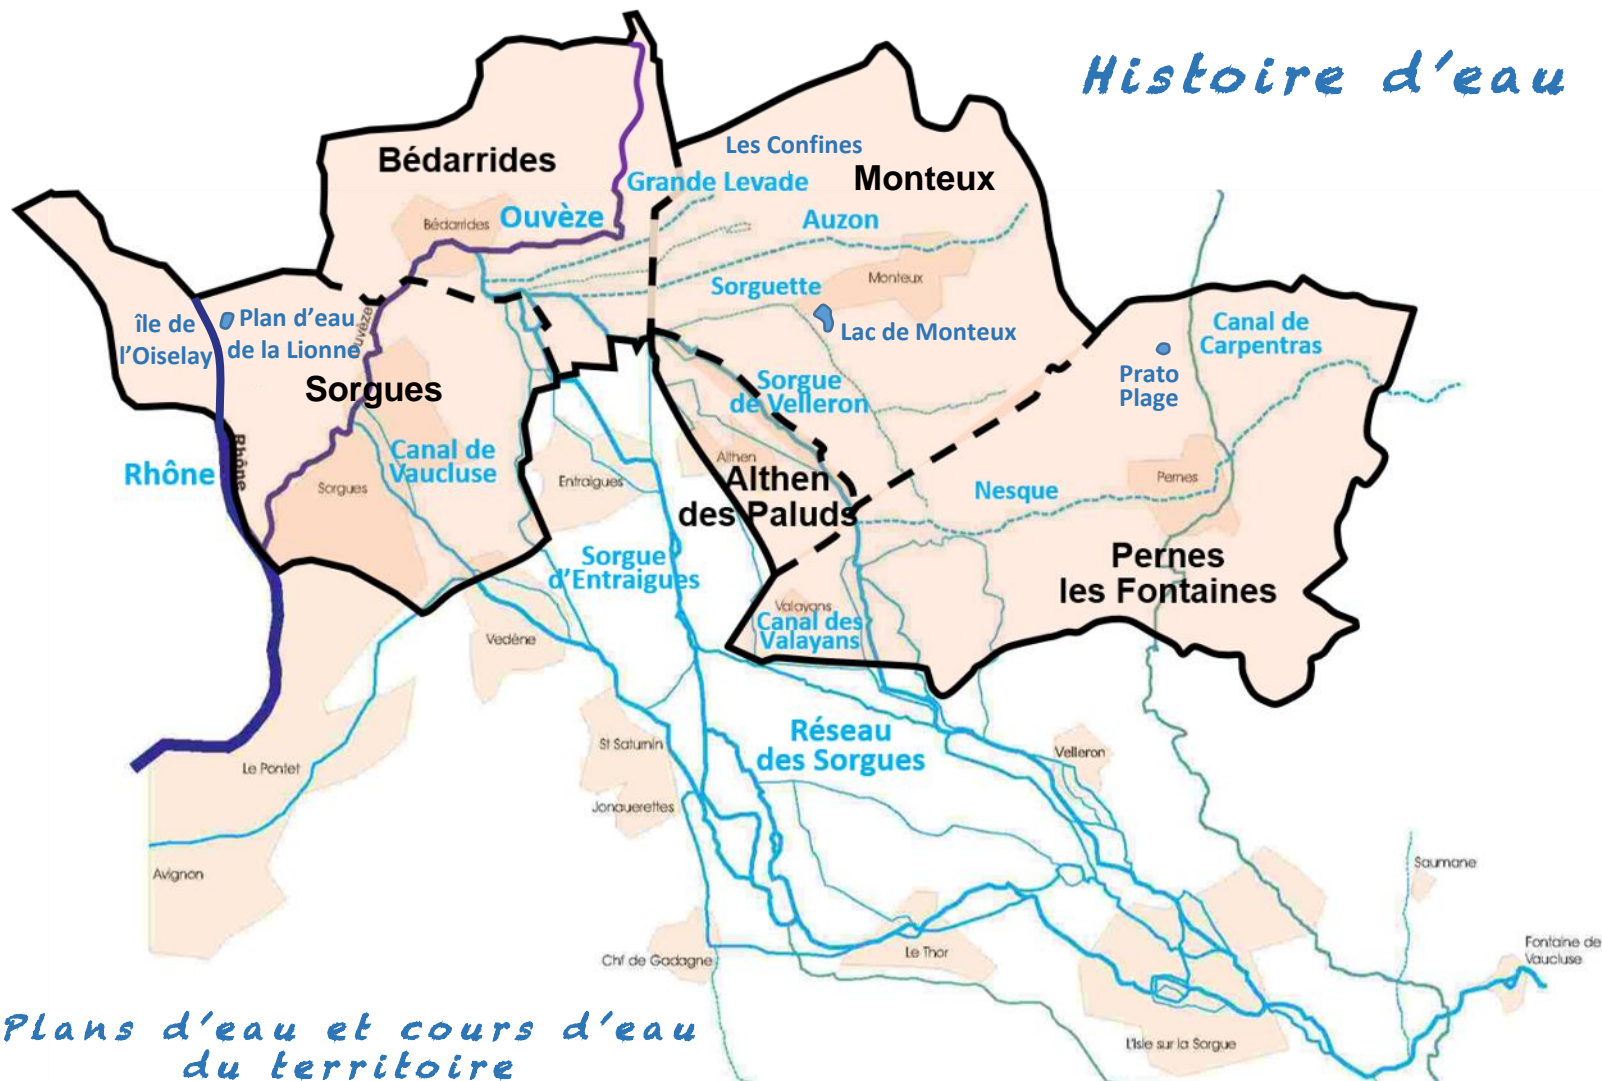 Histoire d'eau
Les Confines
Bédarrides
Monteux
Grande Levade
Bédarrides
Ouvèze
Auzon
Monteux
Sorguette
île de
l'Oiselay
Plan d'eau
de la Lionne
Ouvèze
Lac de Monteux
Canal de
Carpentras
Prato
Plage
Sorgues
Sorgue
de Velleron
Rhône
Rhône
Canal de
Vaucluse
Sorgues
Entraigues
Althen
Althen
des Paluds
Nesque
Pernes
Sorgue
d'Entraigues
Pernes
les Fontaines
Valayans
Canal des
Valayans
Vedène
Réseau
des Sorgues
St Saturnin
Velleron
Le Pontet
Jonquerettes
Avignon
Saumane
Chf de Gadagne
Le Thor
Fontaine de
Vaucluse
L'Isle sur la Sorgue
Plans d'eau et cours d'eau
du territoire